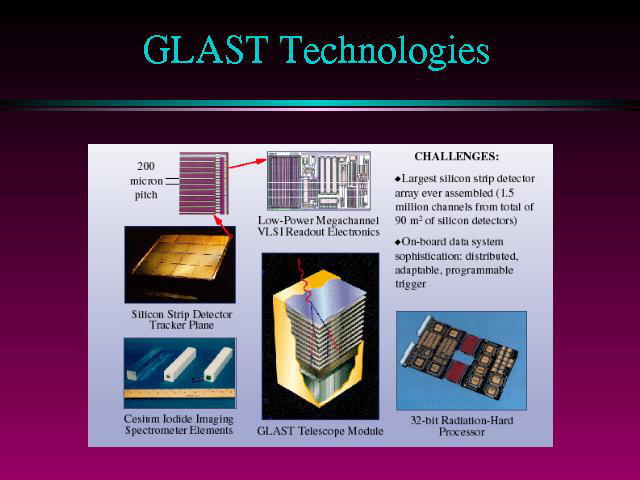 GLAST Technologies
200
micron
pitch
Low-Power Megachannel
VLSI Readout Electronics
CHALLENGES:
◆Largest silicon strip detector
array ever assembled (1.5
million channels from total of
90 m² of silicon detectors)
◆On-board data system
sophistication: distributed,
adaptable, programmable
trigger
Silicon Strip Detector
Tracker Plane
Cesium Iodide Imaging
Spectrometer Elements
GLAST Telescope Module
32-bit Radiation-Hard
Processor